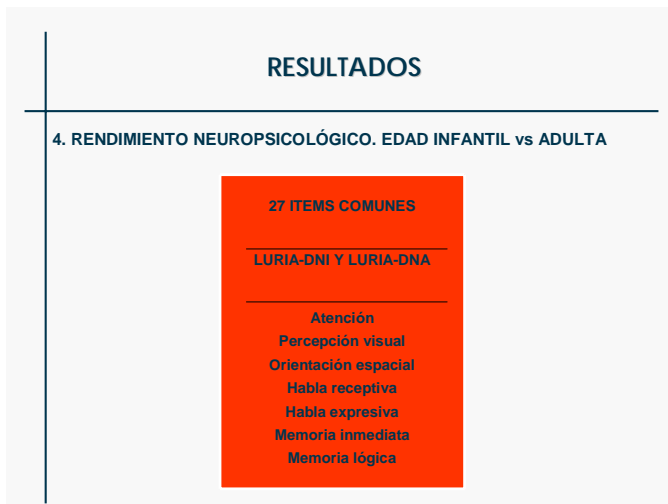 RESULTADOS
4. RENDIMIENTO NEUROPSICOLÓGICO. EDAD INFANTIL vs ADULTA
27 ITEMS COMUNES
LURIA-DNI Y LURIA-DNA
Atención
Percepción visual
Orientación espacial
Habla receptiva
Habla expresiva
Memoria inmediata
Memoria lógica